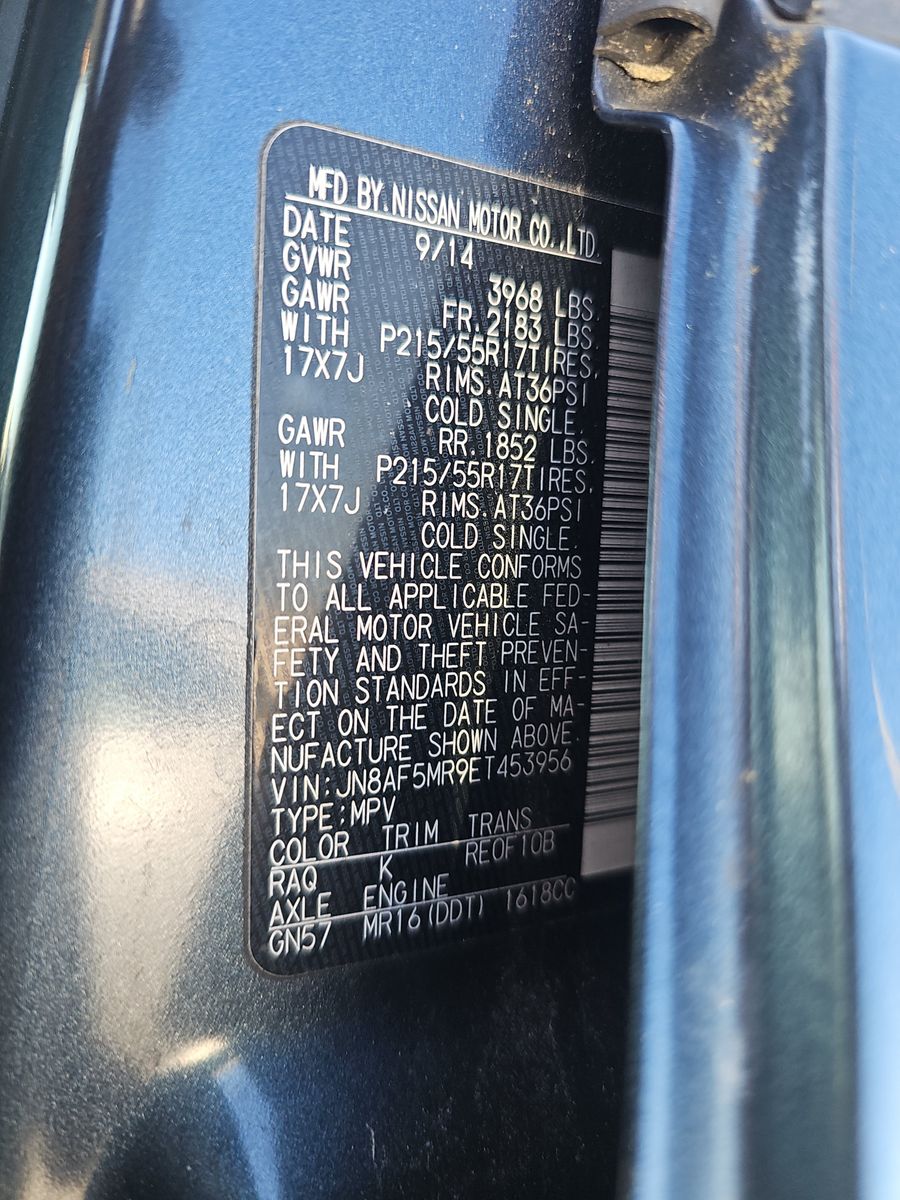 MFD BY.NISSAN MOTOR CO.,LTD.
DATE 9/14
GVWR 3968 LBS.
GAWR FR.2183 LBS.
WITH P215/55R17TIRES,
17X7J RIMS.AT36PSI
COLD SINGLE.
GAWR RR.1852 LBS.
WITH P215/55R17TIRES,
17X7J RIMS.AT36PSI
COLD SINGLE.
THIS VEHICLE CONFORMS
TO ALL APPLICABLE FED-
ERAL MOTOR VEHICLE SA-
FETY AND THEFT PREVEN-
TION STANDARDS IN EFF-
ECT ON THE DATE OF MA-
NUFACTURE SHOWN ABOVE.
VIN:JN8AF5MR9ET453956
TYPE:MPV
COLOR TRIM TRANS
RAQ K REOF10B
AXLE ENGINE
GN57 MR16(DDT) 1618CC